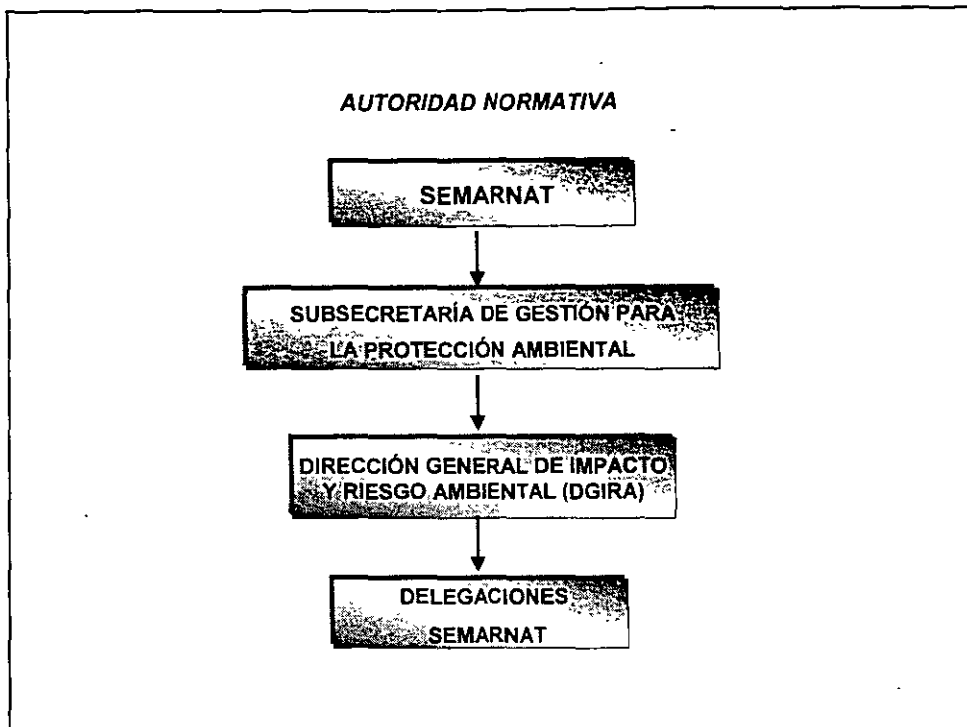 AUTORIDAD NORMATIVA
SEMARNAT
SUBSECRETARÍA DE GESTIÓN PARA
LA PROTECCIÓN AMBIENTAL
DIRECCIÓN GENERAL DE IMPACTO
Y RIESGO AMBIENTAL (DGIRA)
DELEGACIONES
SEMARNAT